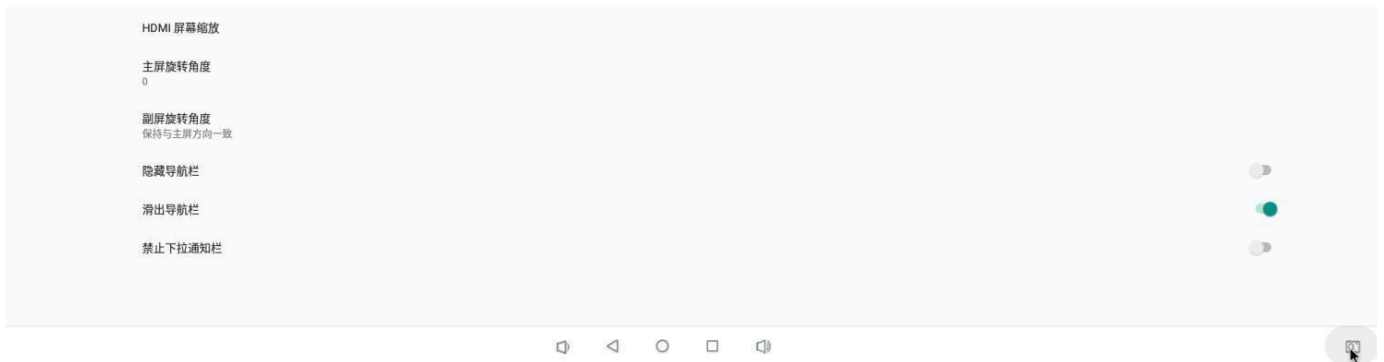 HDMI 屏幕缩放
主屏旋转角度
0
副屏旋转角度
保持与主屏方向一致
隐藏导航栏
滑出导航栏
禁止下拉通知栏